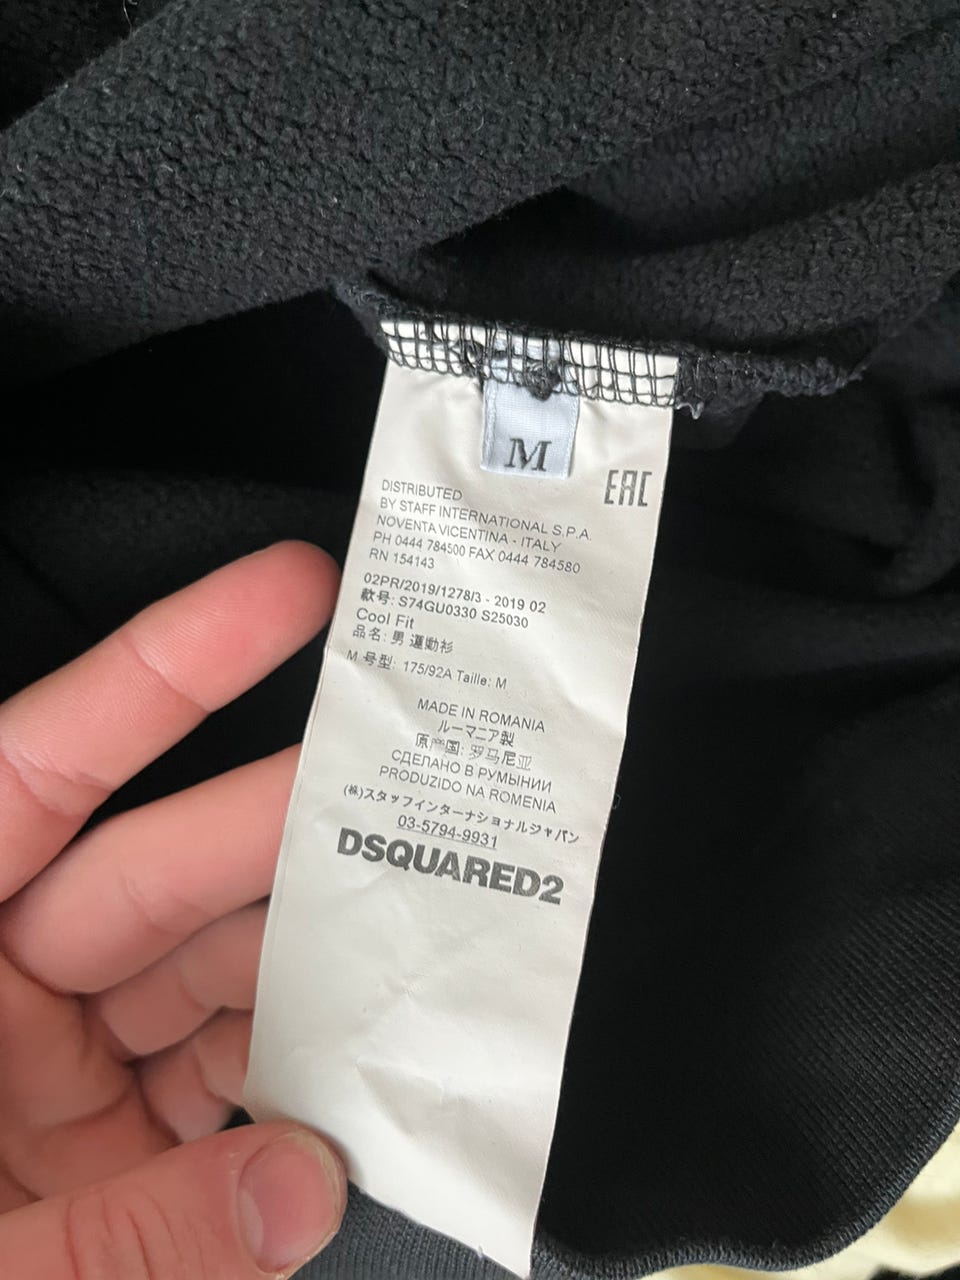 M
EAC
DISTRIBUTED
BY STAFF INTERNATIONAL S.P.A.
NOVENTA VICENTINA - ITALY
PH 0444 784500 FAX 0444 784580
RN 154143
02PR/2019/1278/3 - 2019 02
款号: S74GU0330 S25030
Cool Fit
品名: 男 運動衫
M 号型: 175/92A Taille: M
MADE IN ROMANIA
ルーマニア製
原产国: 罗马尼亚
СДЕЛАНО В РУМЫНИИ
PRODUZIDO NA ROMENIA
(株)スタッフインターナショナルジャパン
03-5794-9931
DSQUARED2